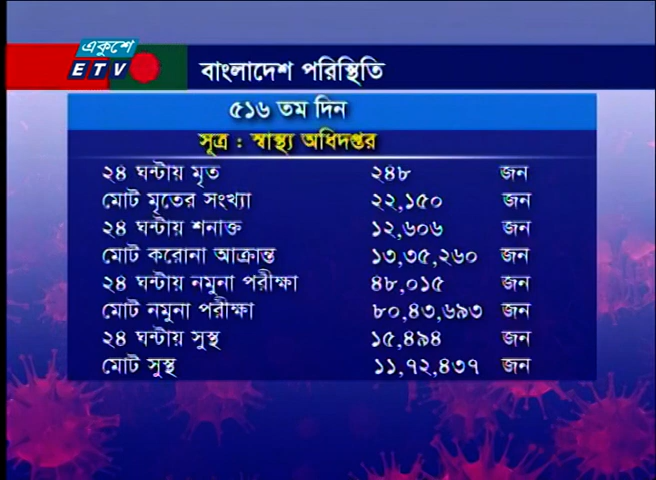 একুশে
ETV
বাংলাদেশ পরিস্থিতি
৫১৬ তম দিন
সূত্র : স্বাস্থ্য অধিদপ্তর
২৪ ঘন্টায় মৃত ২৪৮ জন
মোট মৃতের সংখ্যা ২২,১৫০ জন
২৪ ঘন্টায় শনাক্ত ১২,৬০৬ জন
মোট করোনা আক্রান্ত ১৩,৩৫,২৬০ জন
২৪ ঘন্টায় নমুনা পরীক্ষা ৪৮,০১৫ জন
মোট নমুনা পরীক্ষা ৮০,৪৩,৬৯৩ জন
২৪ ঘন্টায় সুস্থ ১৫,৪৯৪ জন
মোট সুস্থ ১১,৭২,৪৩৭ জন